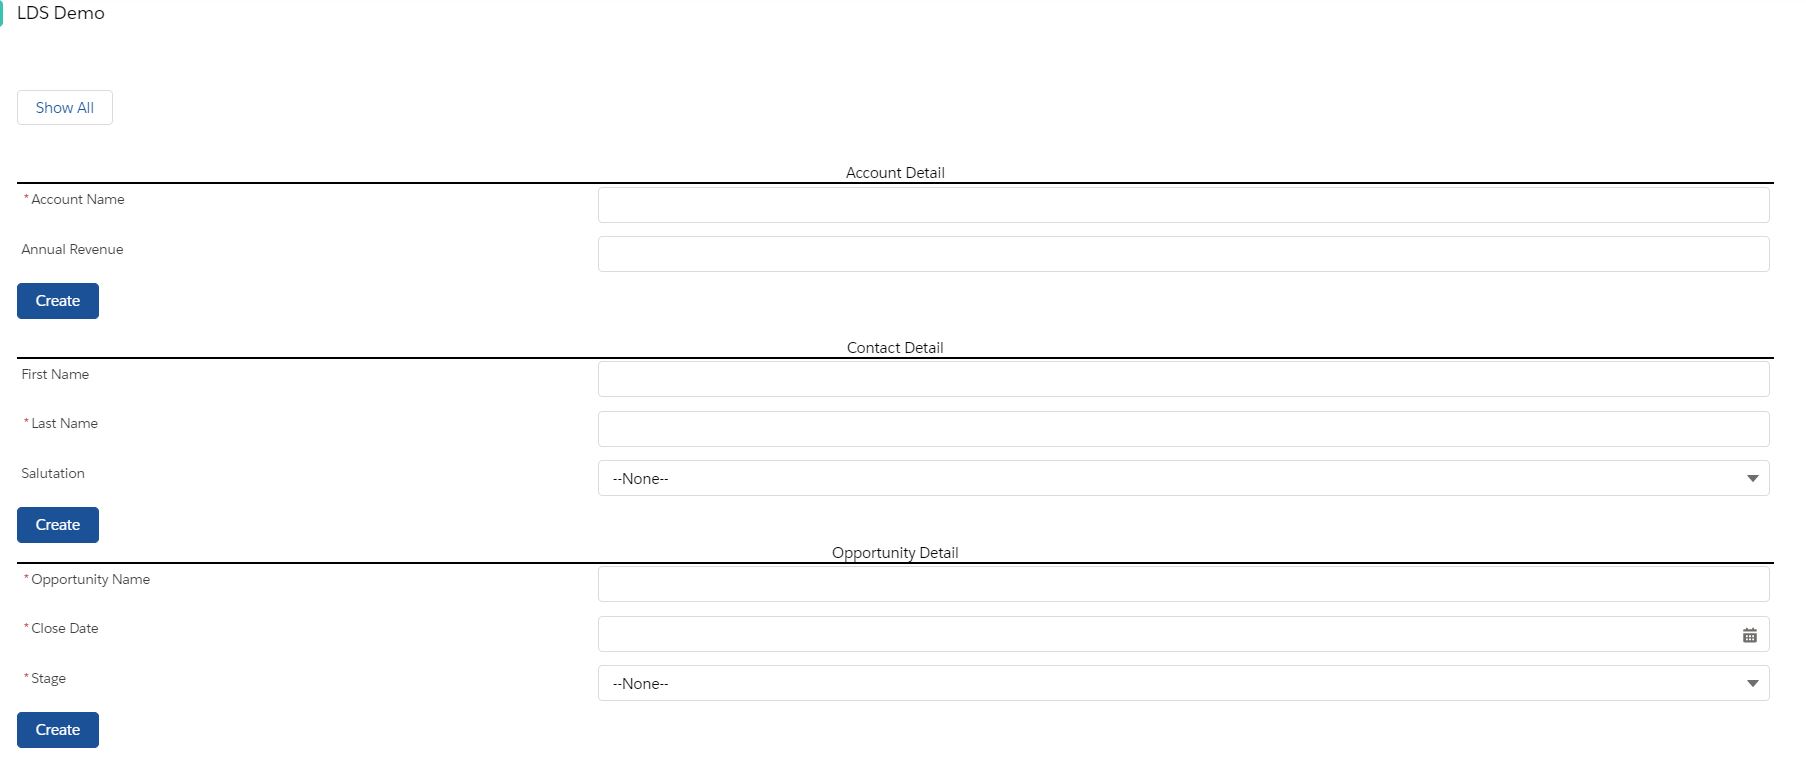 LDS Demo
Show All
Account Detail
*Account Name
Annual Revenue
Create
Contact Detail
First Name
*Last Name
Salutation
--None--
Create
Opportunity Detail
*Opportunity Name
*Close Date
*Stage
--None--
Create